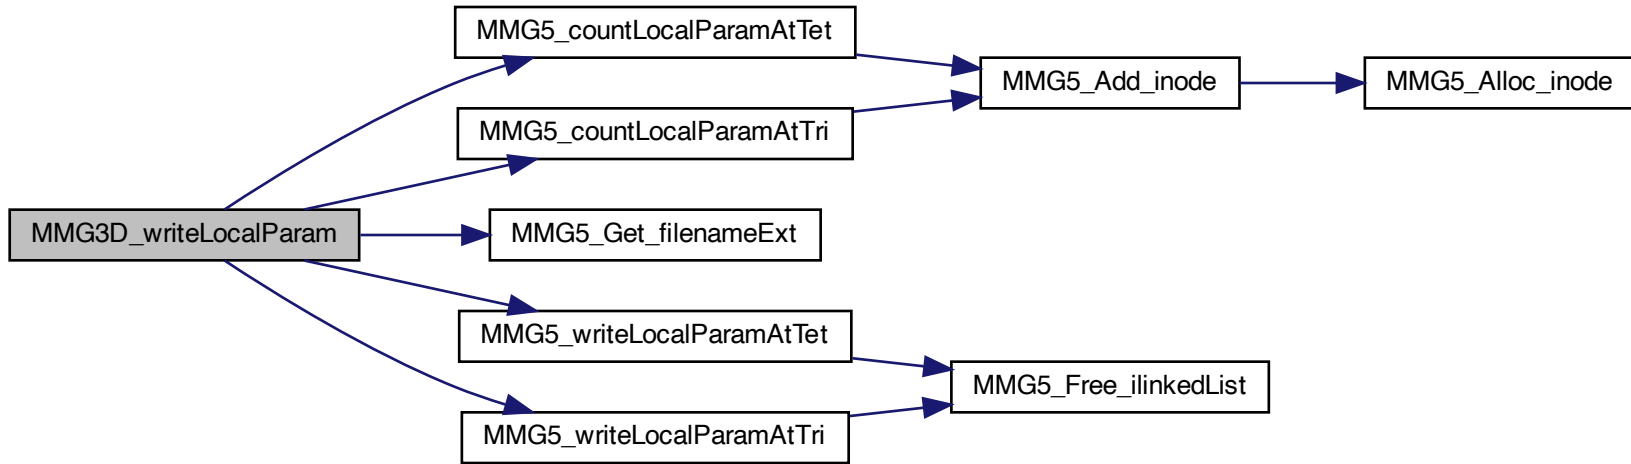 MMG3D_writeLocalParam
MMG5_countLocalParamAtTet
MMG5_countLocalParamAtTri
MMG5_Get_filenameExt
MMG5_writeLocalParamAtTet
MMG5_writeLocalParamAtTri
MMG5_Add_inode
MMG5_Free_ilinkedList
MMG5_Alloc_inode